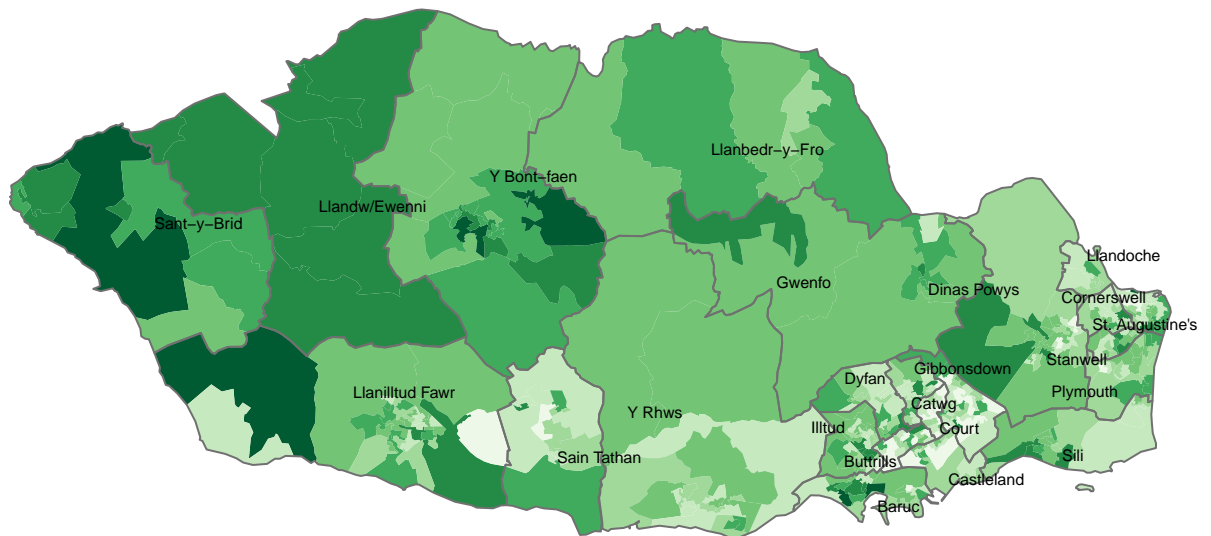 Llanbedr−y−Fro
Y Bont−faen
Llandw/Ewenni
Sant−y−Brid
Llandoche
Gwenfo
Dinas Powys
Cornerswell
St. Augustine's
Stanwell
Gibbonsdown
Dyfan
Plymouth
Llanilltud Fawr
Catwg
Y Rhws
Illtud
Court
Sain Tathan
Buttrills
Sili
Castleland
Baruc